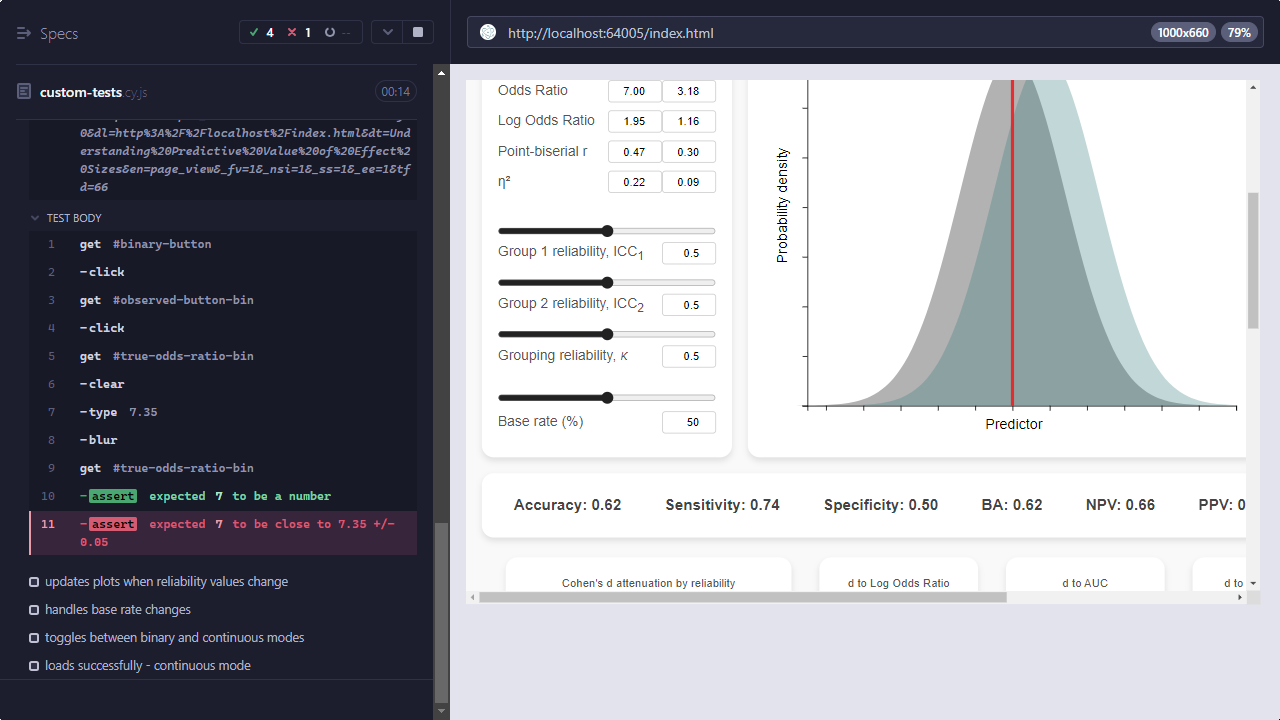 Specs
4
1
--
custom-tests.cy.js
00:14
0&dl=http%3A%2F%2Flocalhost%2Findex.html&dt=Und
erstanding%20Predictive%20Value%20of%20Effect%2
0Sizes&en=page_view&_fv=1&_nsi=1&_ss=1&_ee=1&tf
d=66
TEST BODY
1 get #binary-button
2 -click
3 get #observed-button-bin
4 -click
5 get #true-odds-ratio-bin
6 -clear
7 -type 7.35
8 -blur
9 get #true-odds-ratio-bin
10 -assert expected 7 to be a number
11 -assert expected 7 to be close to 7.35 +/-
0.05
updates plots when reliability values change
handles base rate changes
toggles between binary and continuous modes
loads successfully - continuous mode
http://localhost:64005/index.html
1000x660
79%
Odds Ratio 7.00 3.18
Log Odds Ratio 1.95 1.16
Point-biserial r 0.47 0.30
η² 0.22 0.09
Group 1 reliability, ICC1 0.5
Group 2 reliability, ICC2 0.5
Grouping reliability, κ 0.5
Base rate (%) 50
Probability density
Predictor
Accuracy: 0.62 Sensitivity: 0.74 Specificity: 0.50 BA: 0.62 NPV: 0.66 PPV: 0
Cohen's d attenuation by reliability
d to Log Odds Ratio
d to AUC
d to